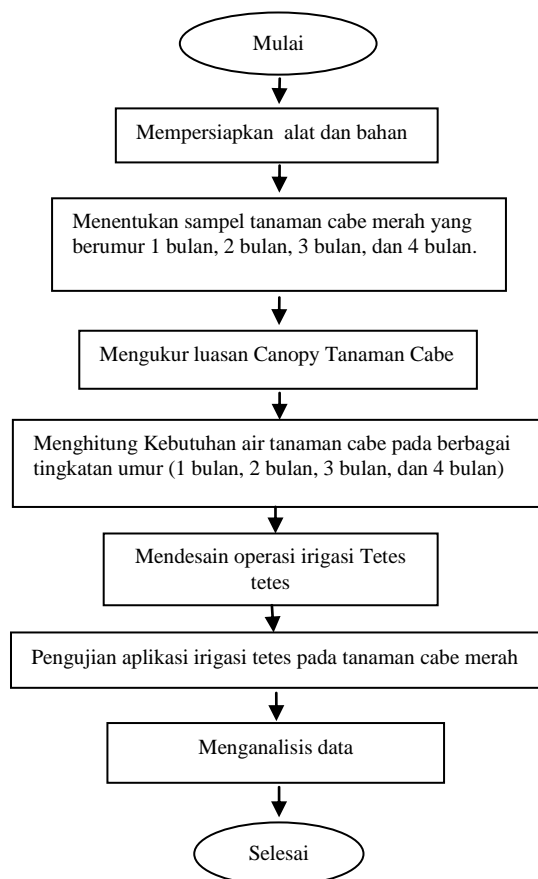 Mulai
Mempersiapkan alat dan bahan
Menentukan sampel tanaman cabe merah yang
berumur 1 bulan, 2 bulan, 3 bulan, dan 4 bulan.
Mengukur luasan Canopy Tanaman Cabe
Menghitung Kebutuhan air tanaman cabe pada berbagai
tingkatan umur (1 bulan, 2 bulan, 3 bulan, dan 4 bulan)
Mendesain operasi irigasi Tetes
tetes
Pengujian aplikasi irigasi tetes pada tanaman cabe merah
Menganalisis data
Selesai